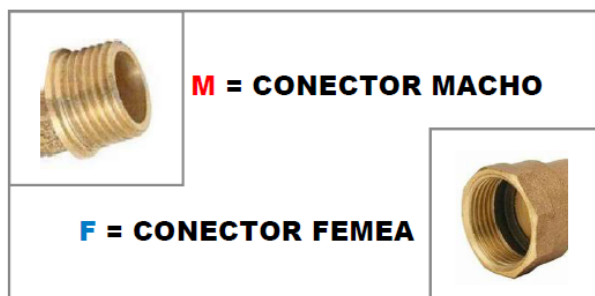 M = CONECTOR MACHO
F = CONECTOR FEMEA